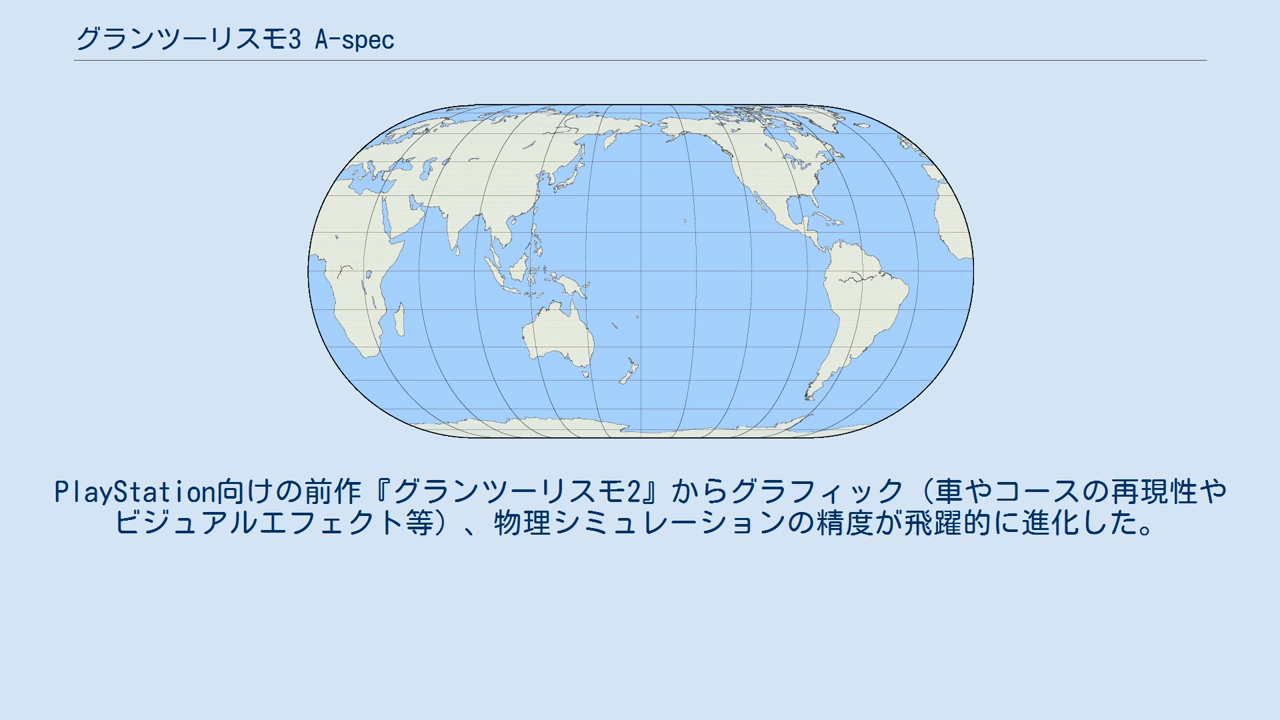 グランツーリスモ3 A-spec
PlayStation向けの前作『グランツーリスモ2』からグラフィック（車やコースの再現性や
ビジュアルエフェクト等）、物理シミュレーションの精度が飛躍的に進化した。